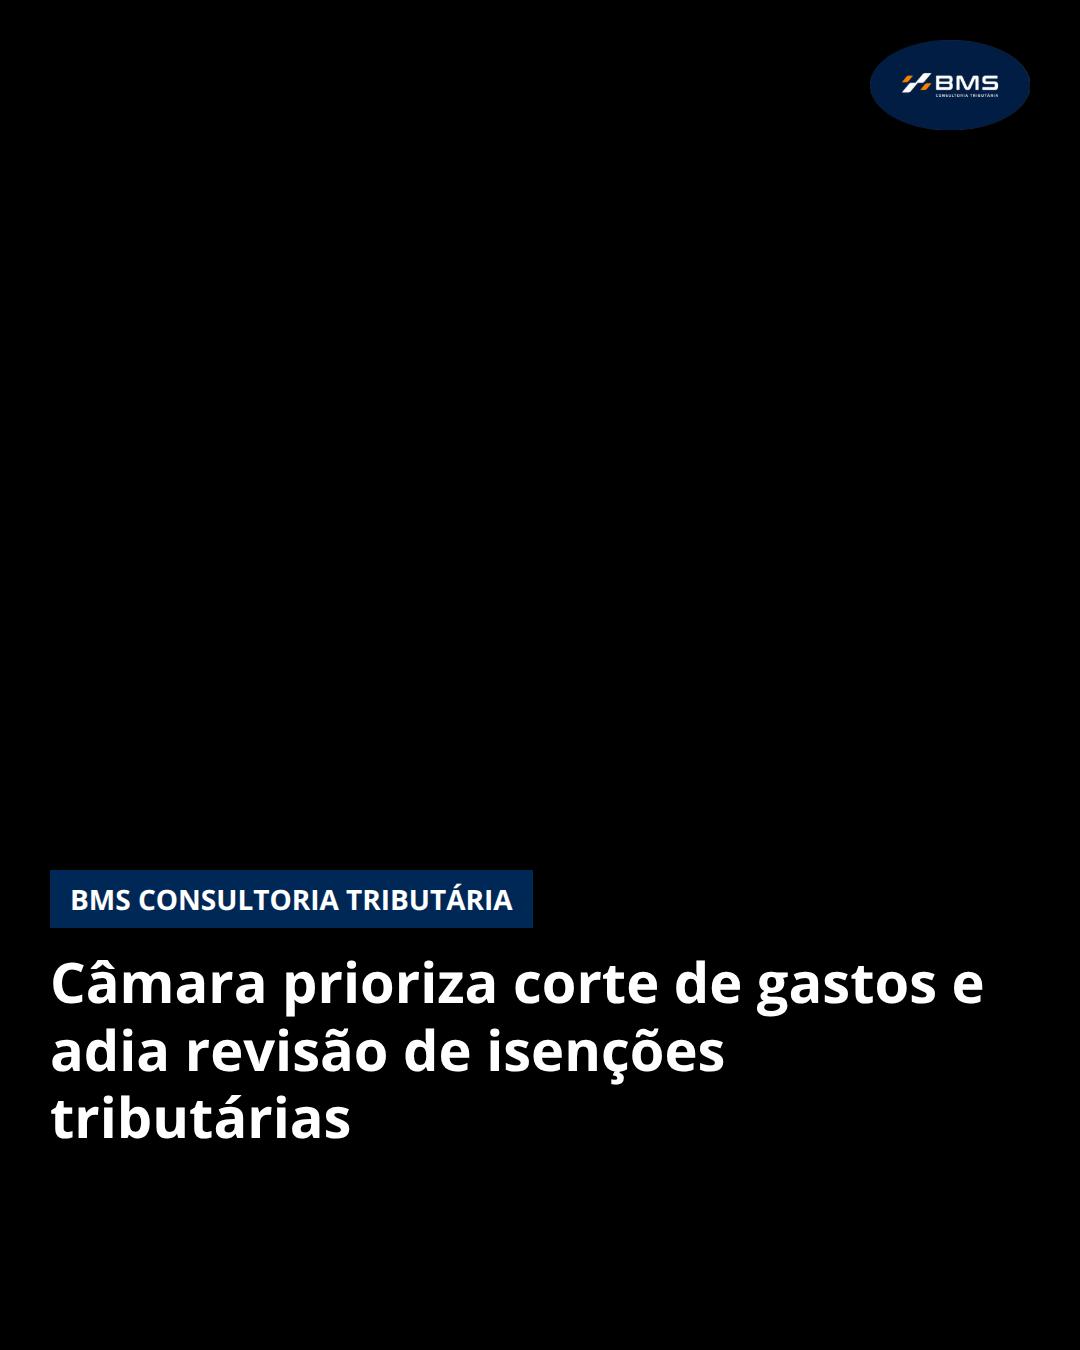 BMS
CONSULTORIA TRIBUTÁRIA
BMS CONSULTORIA TRIBUTÁRIA
Câmara prioriza corte de gastos e
adia revisão de isenções
tributárias